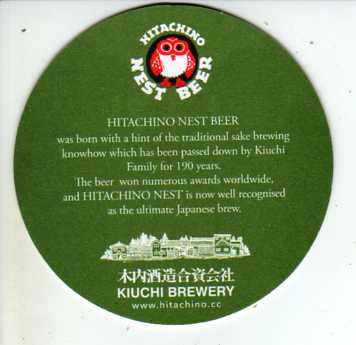 HITACHINO
NEST BEER
HITACHINO NEST BEER
was born with a hint of the traditional sake brewing
knowhow which has been passed down by Kiuchi
Family for 190 years.
The beer won numerous awards worldwide,
and HITACHINO NEST is now well recognised
as the ultimate Japanese brew.
木内酒造合資会社
KIUCHI BREWERY
www.hitachino.cc